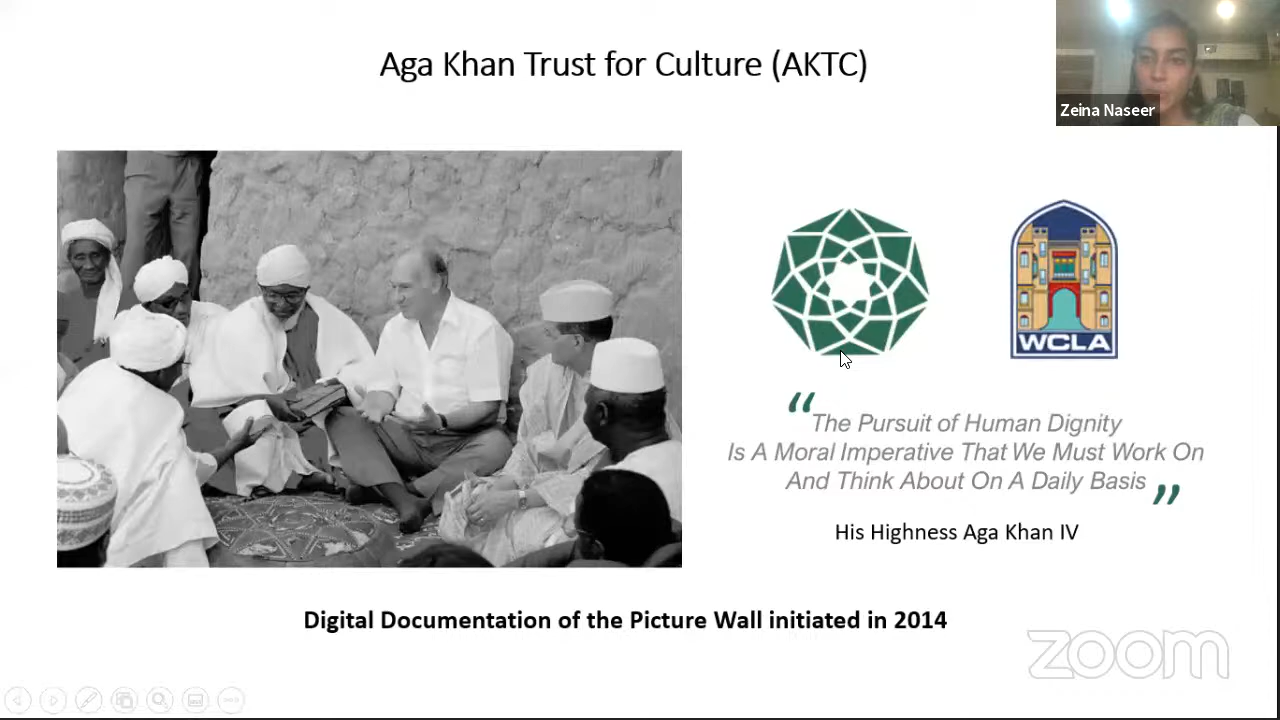 Aga Khan Trust for Culture (AKTC)
Zeina Naseer
WCLA
“The Pursuit of Human Dignity
Is A Moral Imperative That We Must Work On
And Think About On A Daily Basis”
His Highness Aga Khan IV
Digital Documentation of the Picture Wall initiated in 2014
zoom